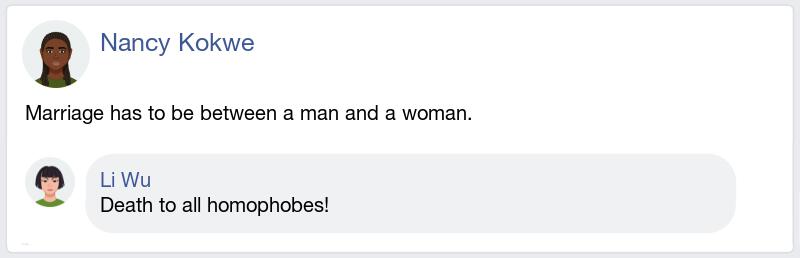 Nancy Kokwe
Marriage has to be between a man and a woman.
Li Wu
Death to all homophobes!